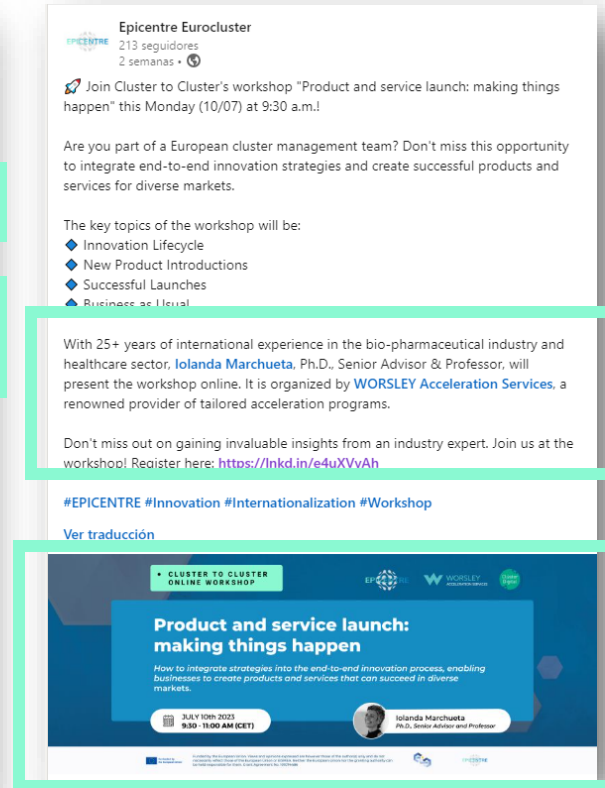 Epicentre Eurocluster
EPICENTRE
213 seguidores
2 semanas •
🚀 Join Cluster to Cluster's workshop "Product and service launch: making things
happen" this Monday (10/07) at 9:30 a.m.!
Are you part of a European cluster management team? Don't miss this opportunity
to integrate end-to-end innovation strategies and create successful products and
services for diverse markets.
The key topics of the workshop will be:
🔷 Innovation Lifecycle
🔷 New Product Introductions
🔷 Successful Launches
🔷 Business as Usual
With 25+ years of international experience in the bio-pharmaceutical industry and
healthcare sector, Iolanda Marchueta, Ph.D., Senior Advisor & Professor, will
present the workshop online. It is organized by WORSLEY Acceleration Services, a
renowned provider of tailored acceleration programs.
Don't miss out on gaining invaluable insights from an industry expert. Join us at the
workshop! Register here: https://lnkd.in/e4uXVyAh
#EPICENTRE #Innovation #Internationalization #Workshop
Ver traducción
• CLUSTER TO CLUSTER
ONLINE WORKSHOP
WORSLEY
ACCELERATION SERVICES
Product and service launch:
making things happen
How to integrate strategies into the end-to-end innovation process, enabling
businesses to create products and services that can succeed in diverse
markets.
JULY 10th 2023
9:30 - 11:00 AM (CET)
Iolanda Marchueta
Ph.D., Senior Advisor and Professor